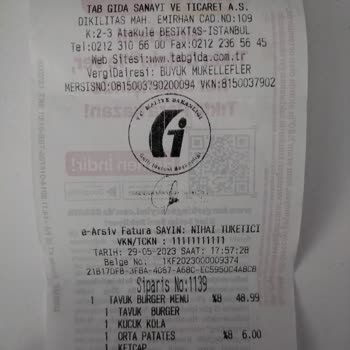 TAB GIDA SANAYI VE TICARET A.S.
DIKILITAS MAH. EMIRHAN CAD.NO:109
K:2-3 Atakule BESIKTAS-ISTANBUL
Tel:0212 310 66 00 Fax:0212 236 56 45
Web Sitesi:www.tabgida.com.tr
VergiDairesi: BUYUK MUKELLEFLER
MERSISNO:0815003790200094 VKN:8150037902
e-Arsiv Fatura SAYIN: NIHAI TUKETICI
VKN/TCKN : 11111111111
TARIH: 29-05-2023 SAAT: 17:57:28
Belge No. 1KF2023000009374
Siparis No:1139
1 TAVUK BURGER MENU %8 48.99
1 TAVUK BURGER
1 KUCUK KOLA
1 ORTA PATATES %8 6.00
1 KETCAP